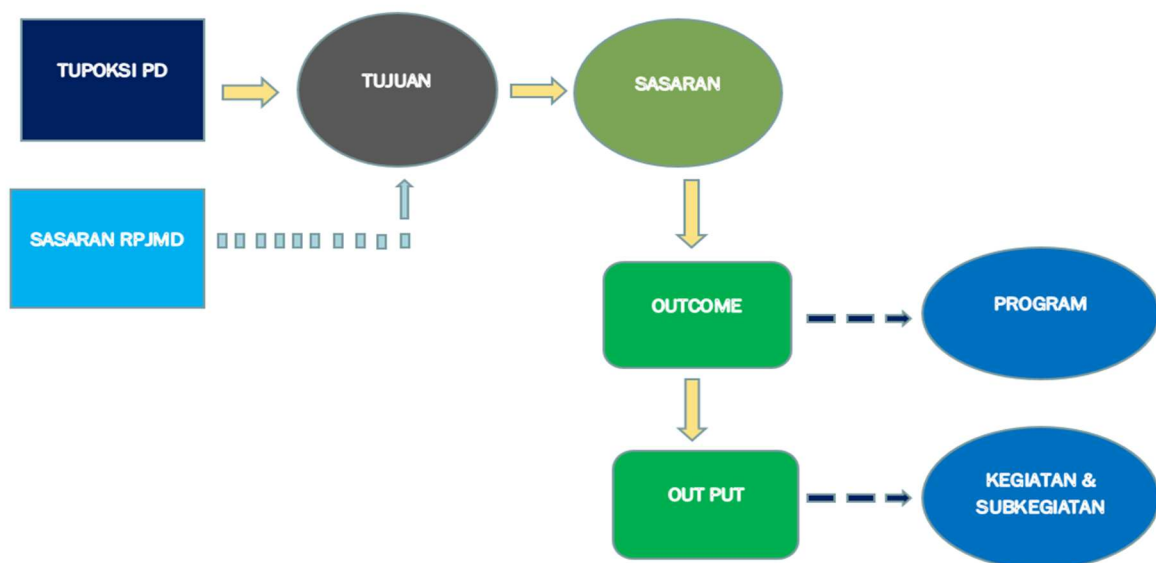 TUPOKSI PD
TUJUAN
SASARAN
SASARAN RPJMD
OUTCOME
PROGRAM
OUT PUT
KEGIATAN &
SUBKEGIATAN